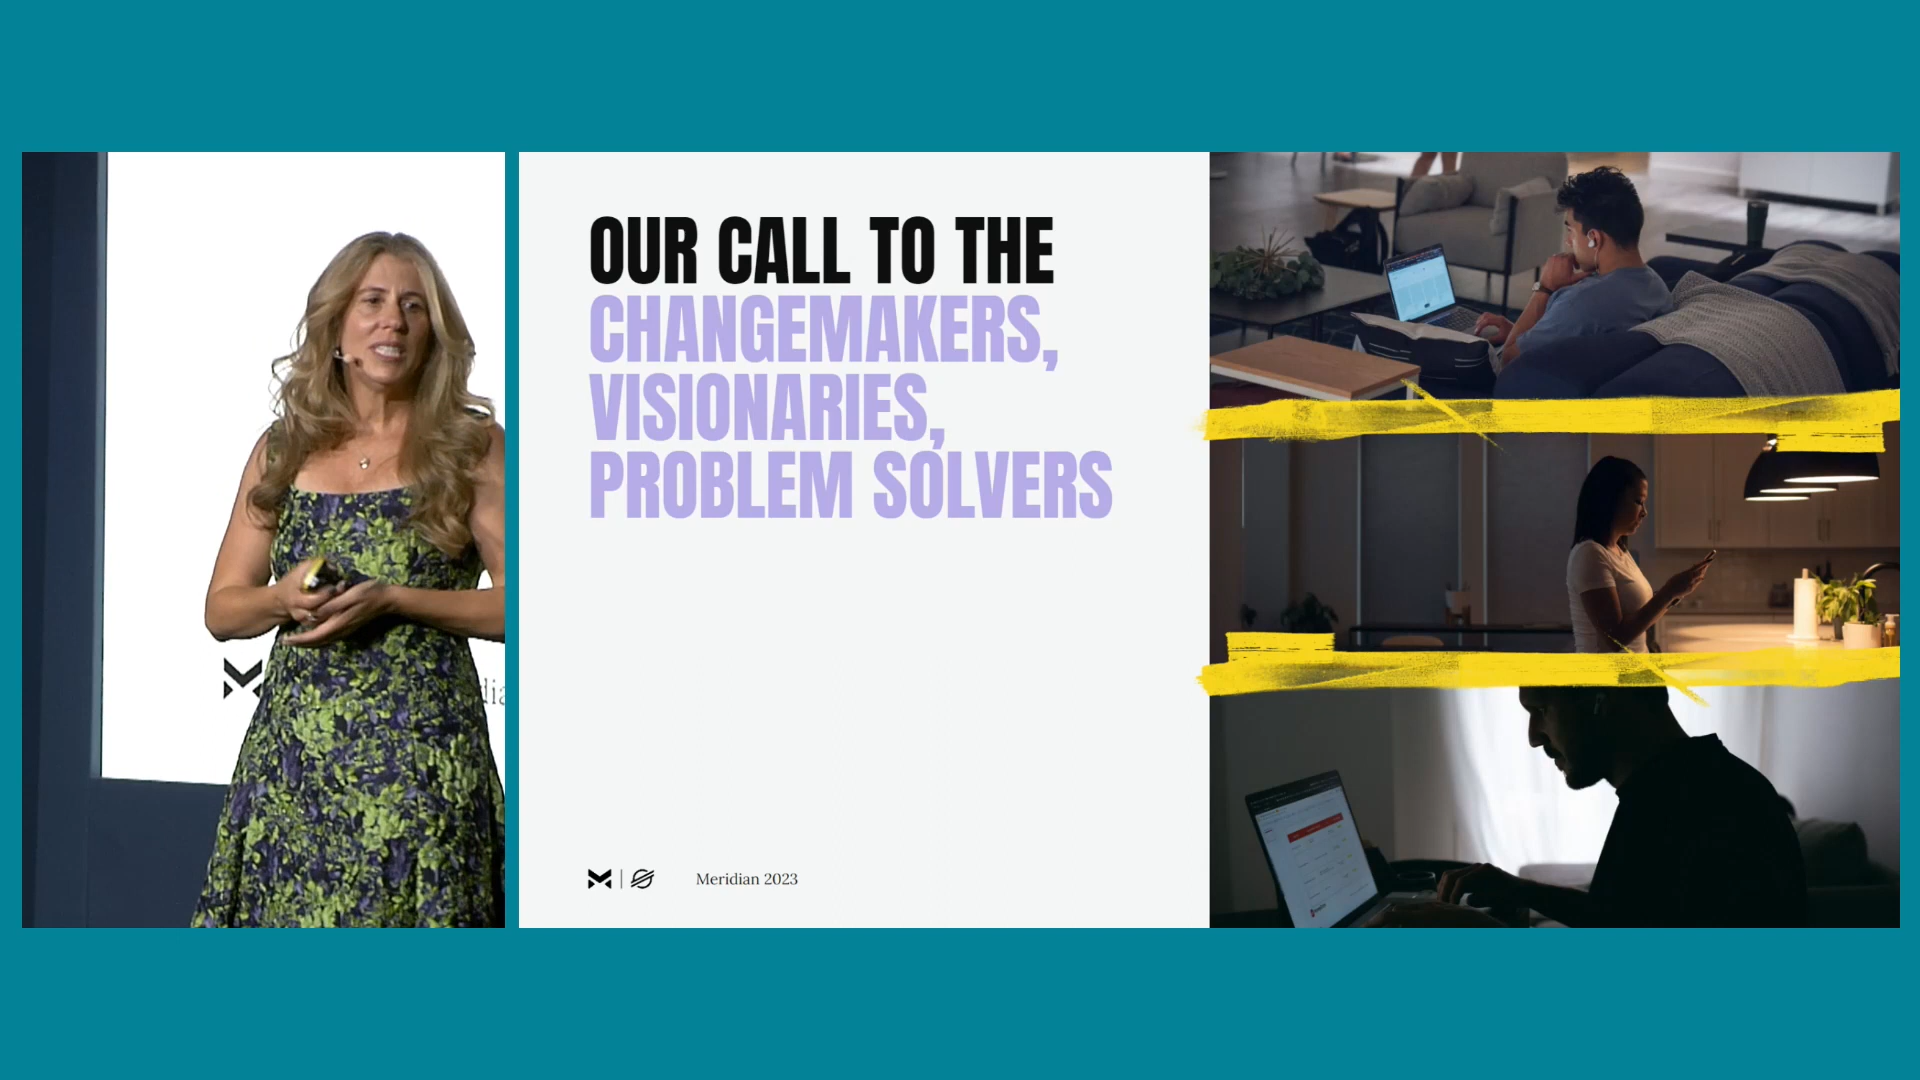 OUR CALL TO THE
CHANGEMAKERS,
VISIONARIES,
PROBLEM SOLVERS
Meridian 2023